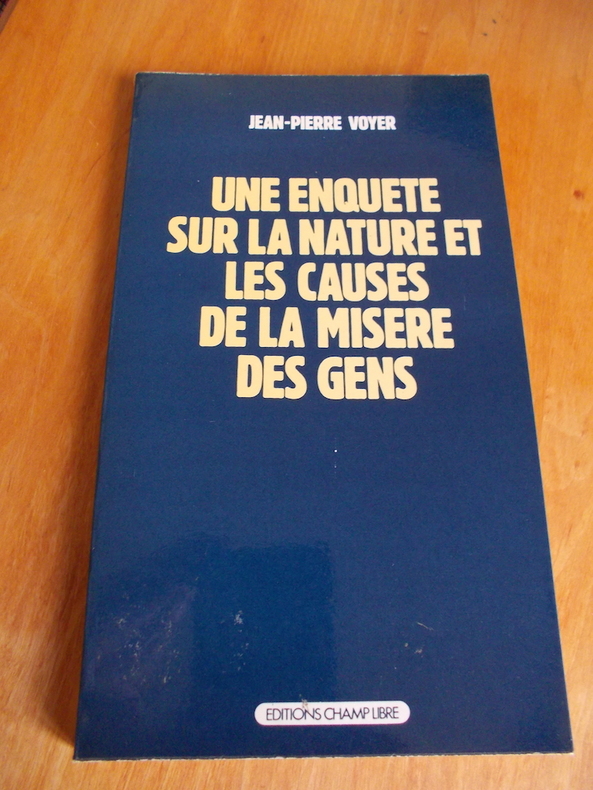 JEAN-PIERRE VOYER
UNE ENQUETE
SUR LA NATURE ET
LES CAUSES
DE LA MISERE
DES GENS
EDITIONS CHAMP LIBRE